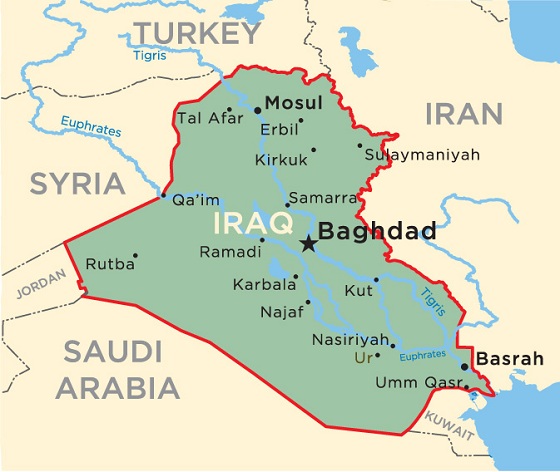 TURKEY
Tigris
Mosul
Tal Afar
Erbil
IRAN
Euphrates
Kirkuk
Sulaymaniyah
SYRIA
Qa'im
Samarra
IRAQ
Baghdad
Ramadi
Rutba
Karbala
Kut
JORDAN
Tigris
Najaf
Nasiriyah
SAUDI
ARABIA
Ur
Euphrates
Basrah
Umm Qasr
KUWAIT